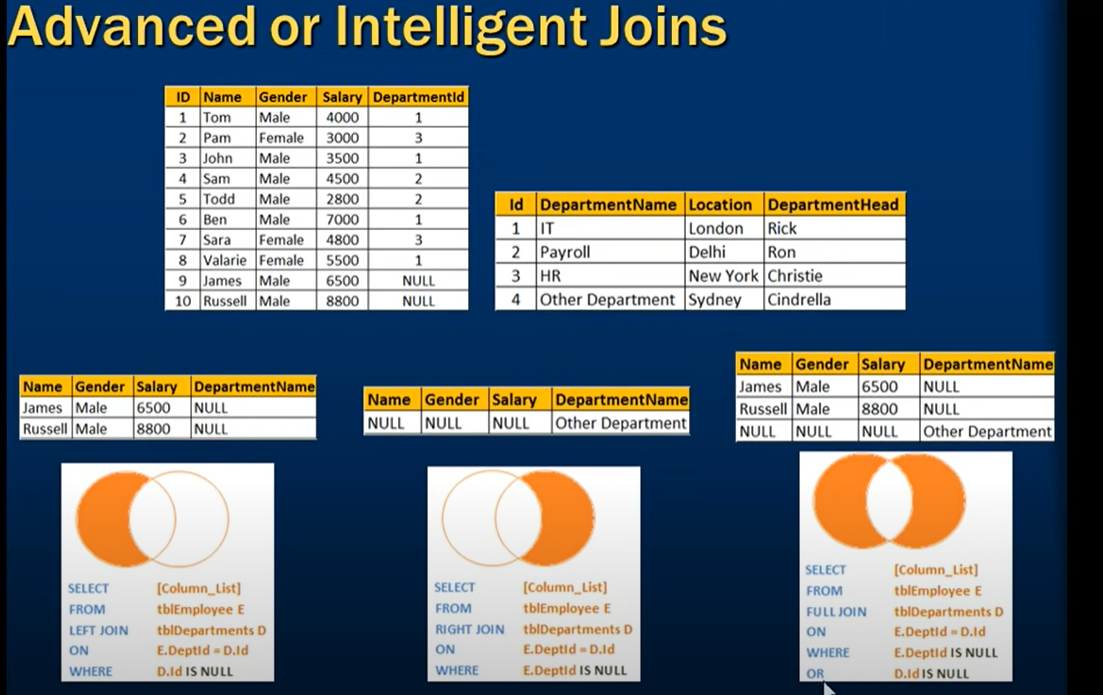 Advanced or Intelligent Joins
ID Name Gender Salary DepartmentId
1 Tom Male 4000 1
2 Pam Female 3000 3
3 John Male 3500 1
4 Sam Male 4500 2
5 Todd Male 2800 2
6 Ben Male 7000 1
7 Sara Female 4800 3
8 Valarie Female 5500 1
9 James Male 6500 NULL
10 Russell Male 8800 NULL
Id DepartmentName Location DepartmentHead
1 IT London Rick
2 Payroll Delhi Ron
3 HR New York Christie
4 Other Department Sydney Cindrella
Name Gender Salary DepartmentName
James Male 6500 NULL
Russell Male 8800 NULL
SELECT [Column_List]
FROM tblEmployee E
LEFT JOIN tblDepartments D
ON E.DeptId = D.Id
WHERE D.Id IS NULL
Name Gender Salary DepartmentName
NULL NULL NULL Other Department
SELECT [Column_List]
FROM tblEmployee E
RIGHT JOIN tblDepartments D
ON E.DeptId = D.Id
WHERE E.DeptId IS NULL
Name Gender Salary DepartmentName
James Male 6500 NULL
Russell Male 8800 NULL
NULL NULL NULL Other Department
SELECT [Column_List]
FROM tblEmployee E
FULL JOIN tblDepartments D
ON E.DeptId = D.Id
WHERE E.DeptId IS NULL
OR D.Id IS NULL